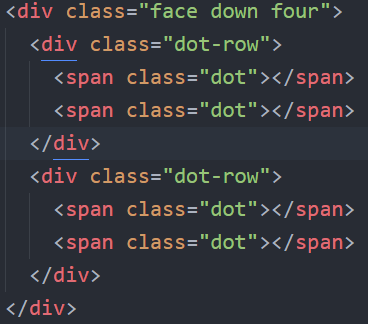 <div class="face down four">
<div class="dot-row">
<span class="dot"></span>
<span class="dot"></span>
</div>
<div class="dot-row">
<span class="dot"></span>
<span class="dot"></span>
</div>
</div>